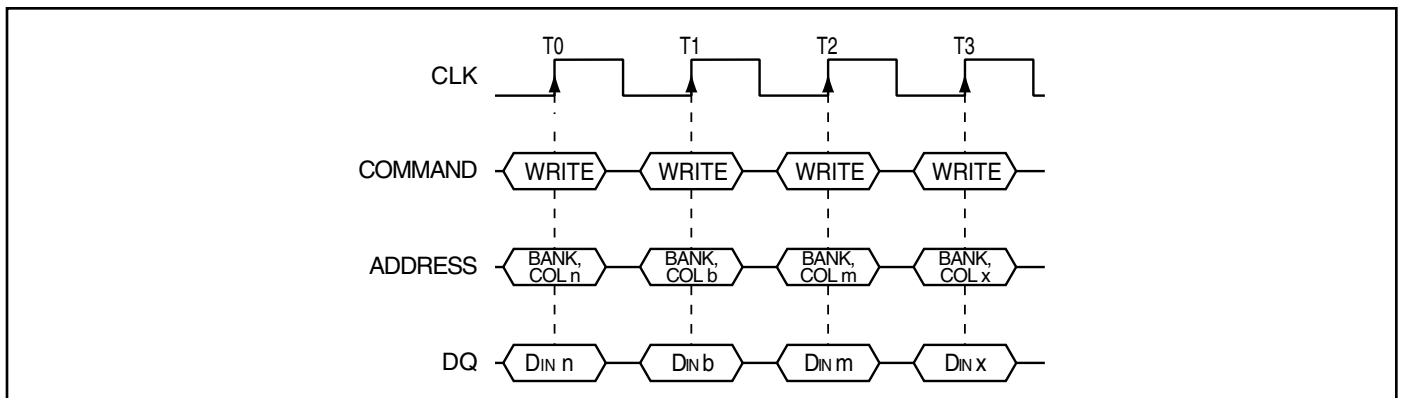 T0 T1 T2 T3
CLK
COMMAND WRITE WRITE WRITE WRITE
ADDRESS BANK, COL n BANK, COL b BANK, COL m BANK, COL x
DQ DIN n DIN b DIN m DIN x